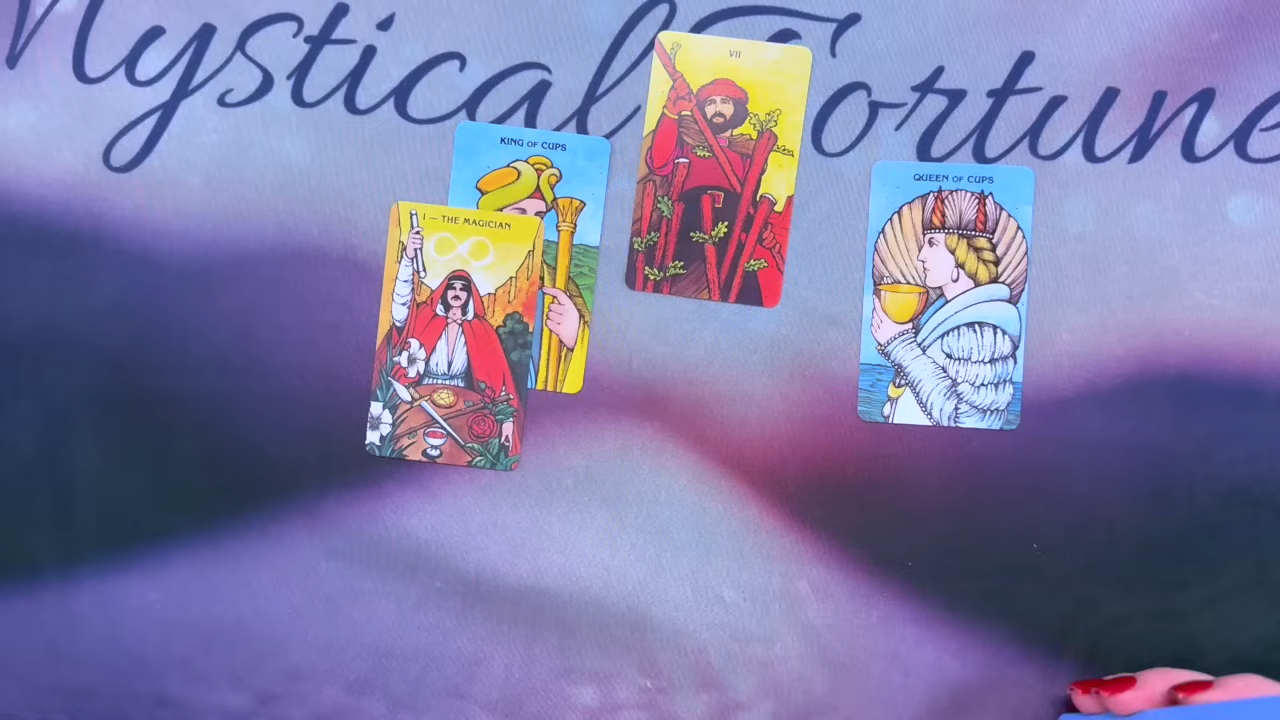 Mystical Fortune
VII
KING OF CUPS
QUEEN OF CUPS
I — THE MAGICIAN